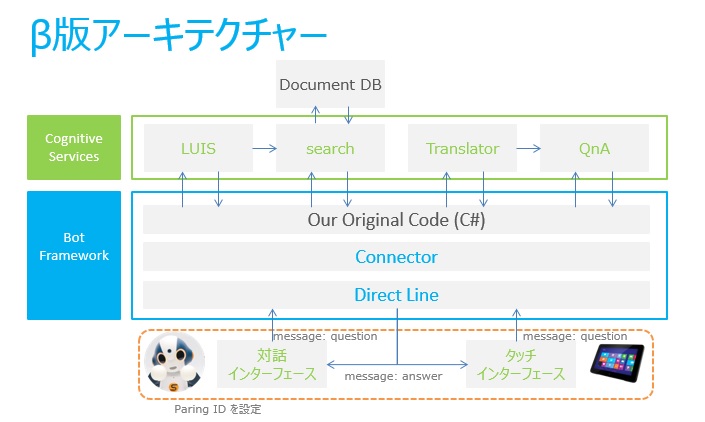 β版アーキテクチャー
Document DB
Cognitive
Services
LUIS
search
Translator
QnA
Bot
Framework
Our Original Code (C#)
Connector
Direct Line
message: question
message: question
対話
インターフェース
message: answer
タッチ
インターフェース
S
Paring ID を設定